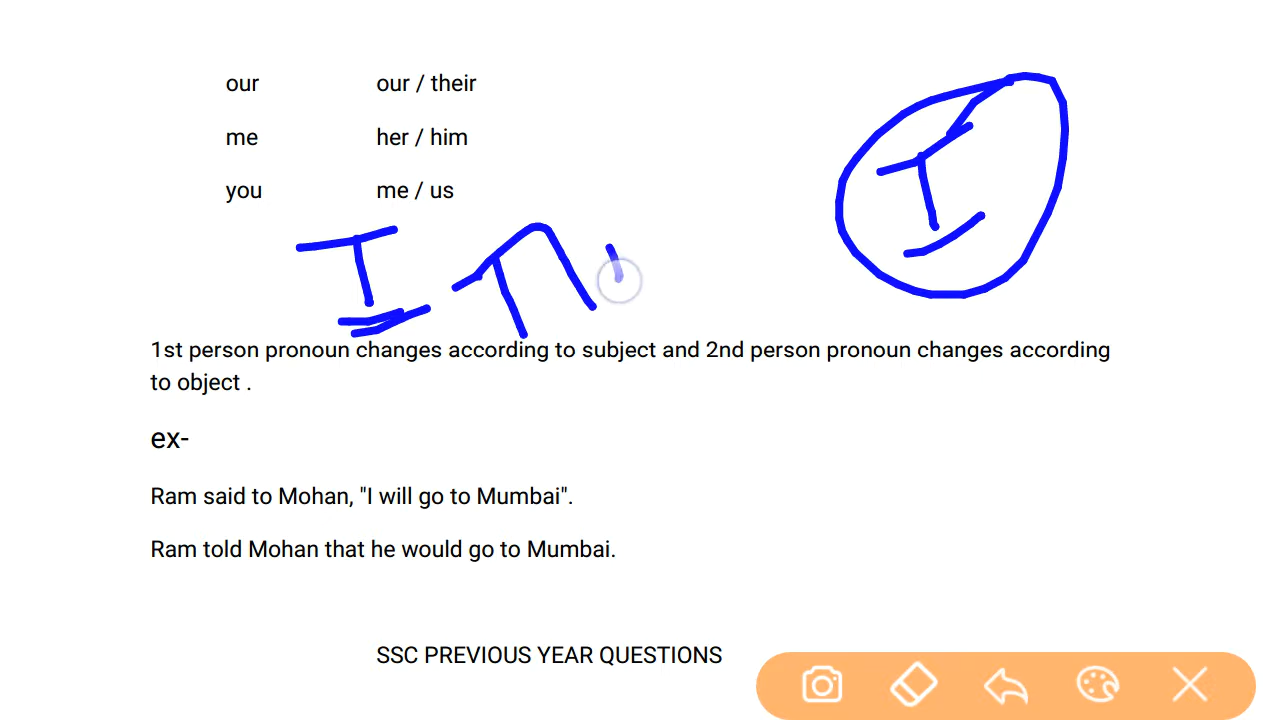 our our / their
me her / him
you me / us
I
I
1st person pronoun changes according to subject and 2nd person pronoun changes according
to object .
ex-
Ram said to Mohan, "I will go to Mumbai".
Ram told Mohan that he would go to Mumbai.
SSC PREVIOUS YEAR QUESTIONS